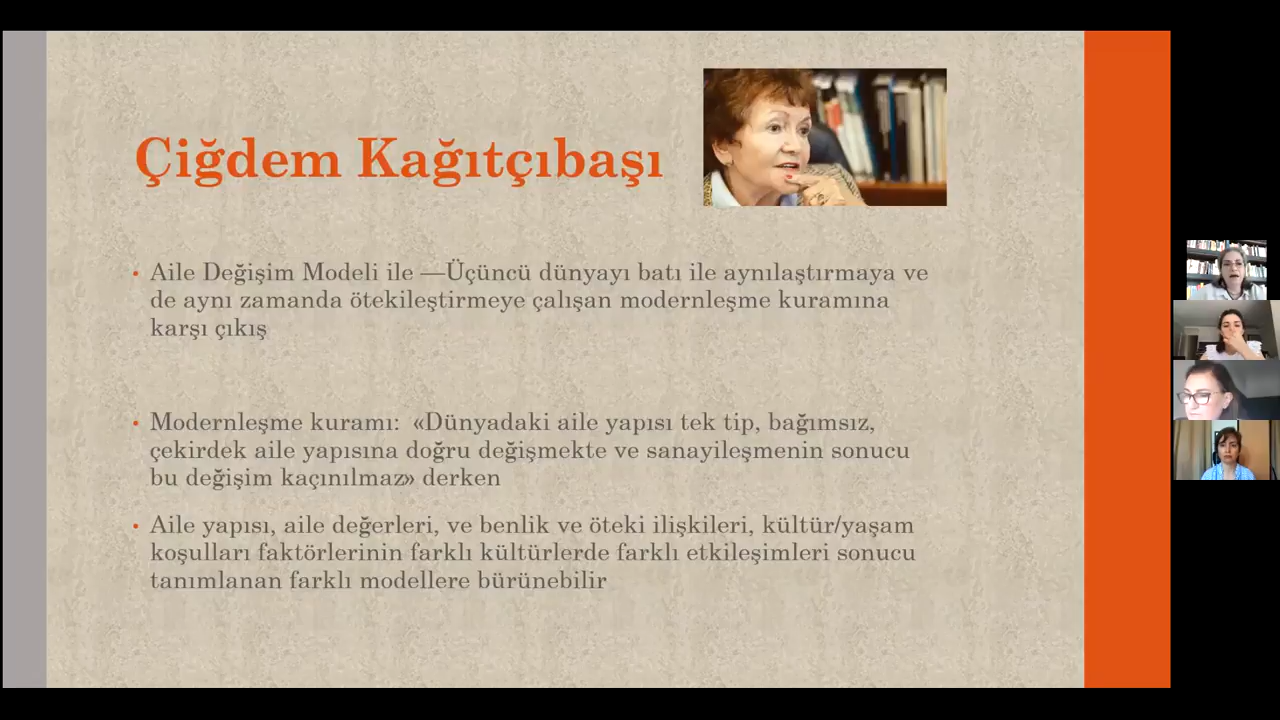 Çiğdem Kağıtçıbaşı
• Aile Değişim Modeli ile —Üçüncü dünyayı batı ile aynılaştırmaya ve
de aynı zamanda ötekileştirmeye çalışan modernleşme kuramına
karşı çıkış
• Modernleşme kuramı:  «Dünyadaki aile yapısı tek tip, bağımsız,
çekirdek aile yapısına doğru değişmekte ve sanayileşmenin sonucu
bu değişim kaçınılmaz» derken
• Aile yapısı, aile değerleri, ve benlik ve öteki ilişkileri, kültür/yaşam
koşulları faktörlerinin farklı kültürlerde farklı etkileşimleri sonucu
tanımlanan farklı modellere bürünebilir